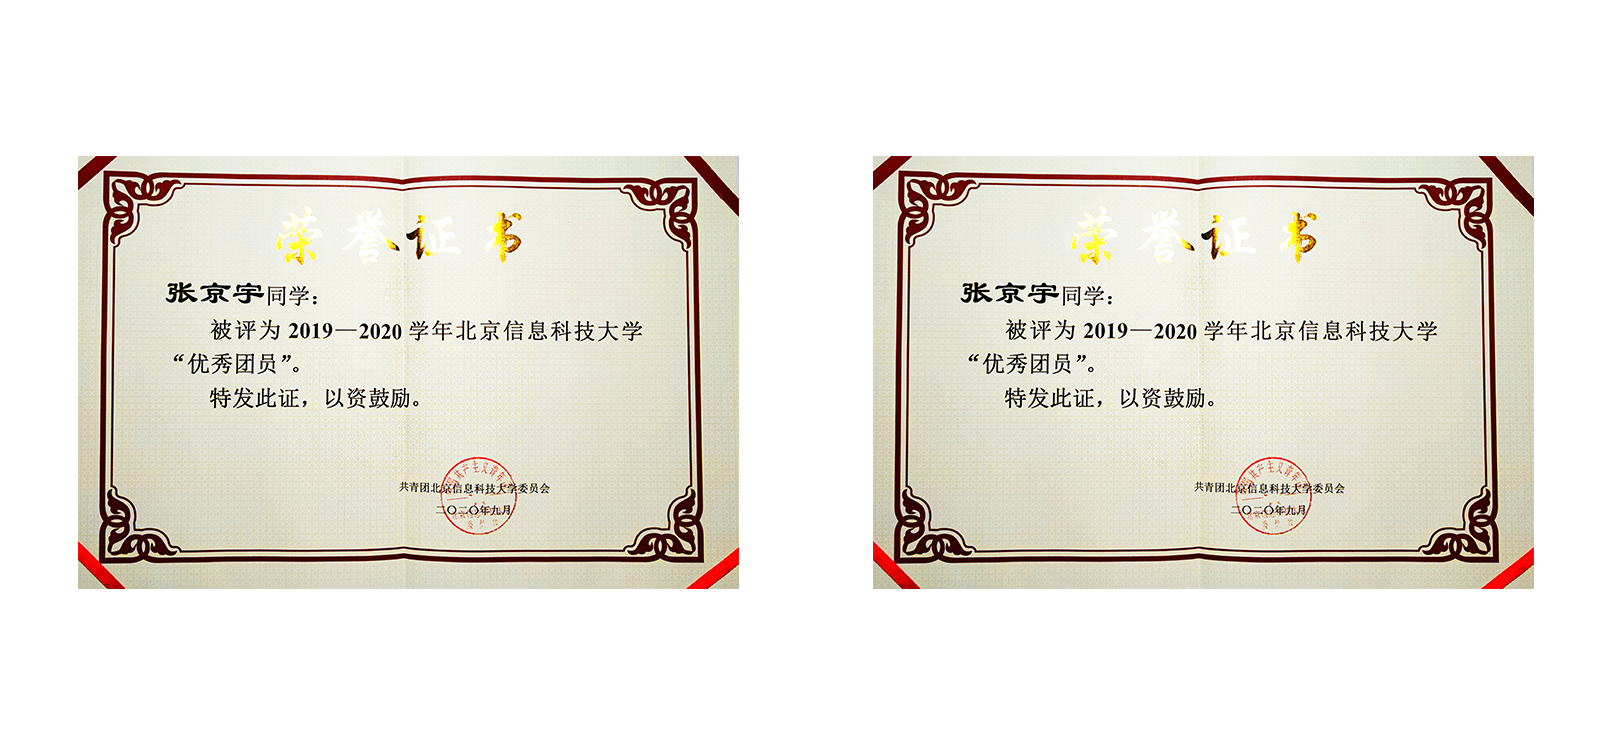 荣誉证书
张京宇同学：
被评为 2019—2020 学年北京信息科技大学
“优秀团员”。
特发此证，以资鼓励。
共青团北京信息科技大学委员会
二〇二〇年九月
荣誉证书
张京宇同学：
被评为 2019—2020 学年北京信息科技大学
“优秀团员”。
特发此证，以资鼓励。
共青团北京信息科技大学委员会
二〇二〇年九月